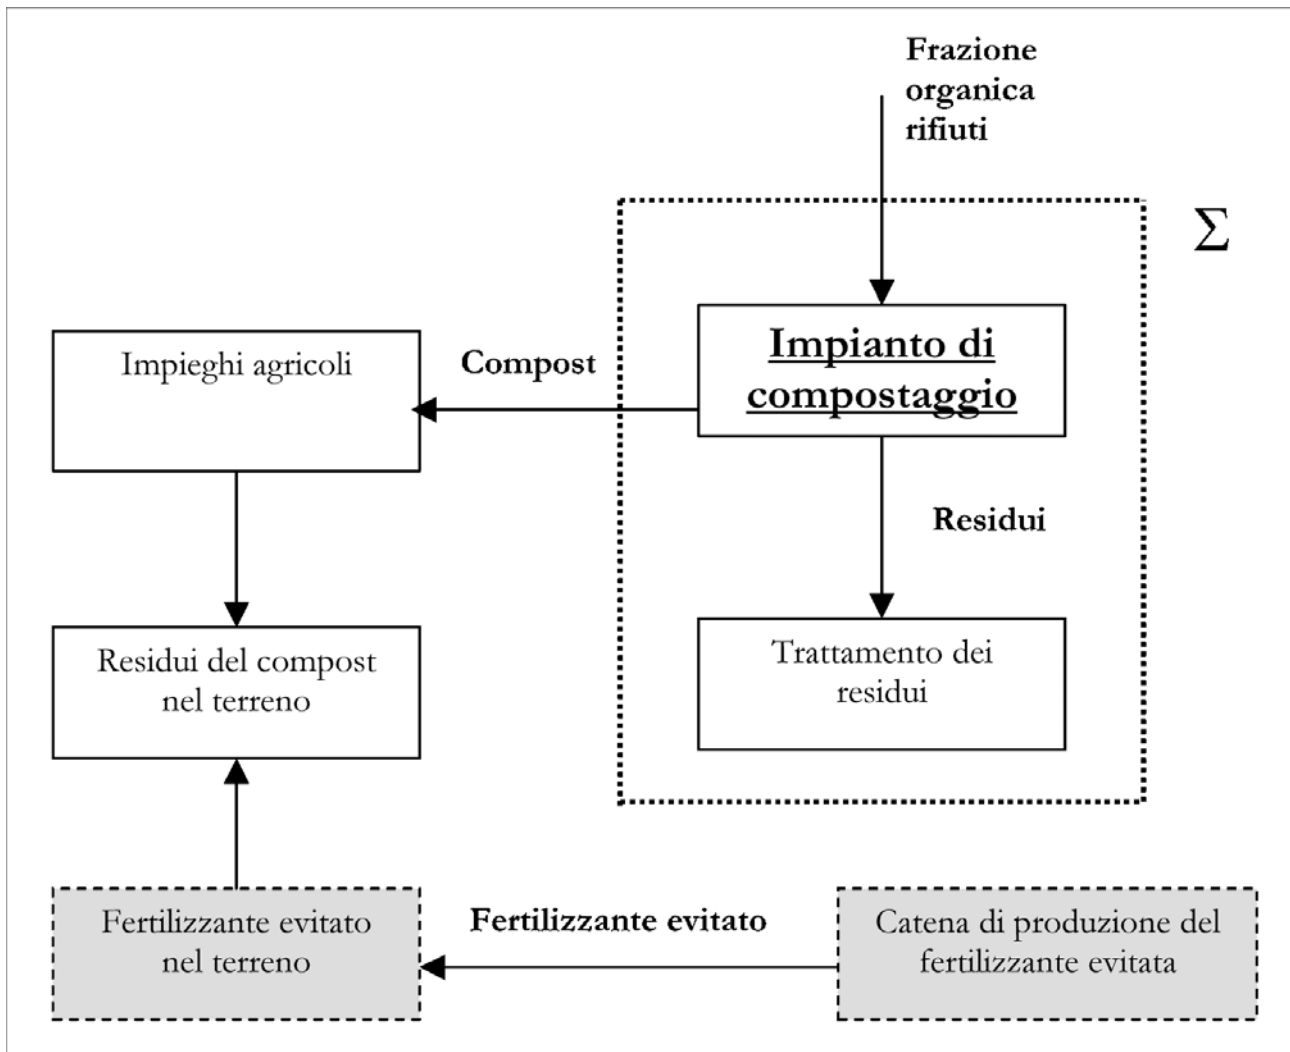 Frazione
organica
rifiuti
Σ
Impianto di
compostaggio
Compost
Impieghi agricoli
Residui
Residui del compost
nel terreno
Trattamento dei
residui
Fertilizzante evitato
nel terreno
Fertilizzante evitato
Catena di produzione del
fertilizzante evitata